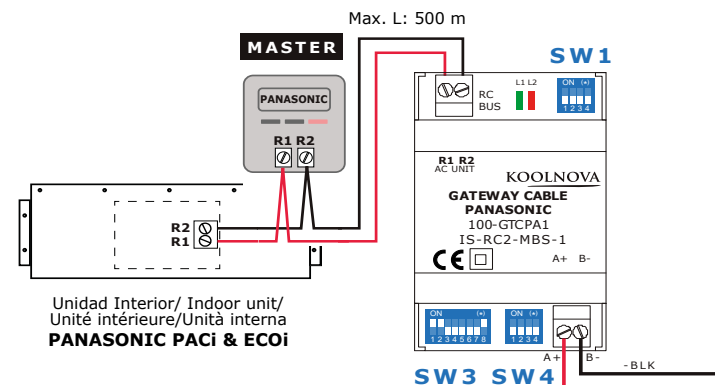 Max. L: 500 m
MASTER
SW1
PANASONIC
R1 R2
RC
BUS
L1 L2
ON (•)
1 2 3 4
R1 R2
AC UNIT
KOOLNOVA
GATEWAY CABLE
PANASONIC
100-GTCPA1
IS-RC2-MBS-1
CE
A+ B-
R2
R1
Unidad Interior/ Indoor unit/
Unité intérieure/Unità interna
PANASONIC PACi & ECOi
ON (•)
1 2 3 4 5 6 7 8
ON (•)
1 2 3 4
A+ B-
-BLK
SW3 SW4